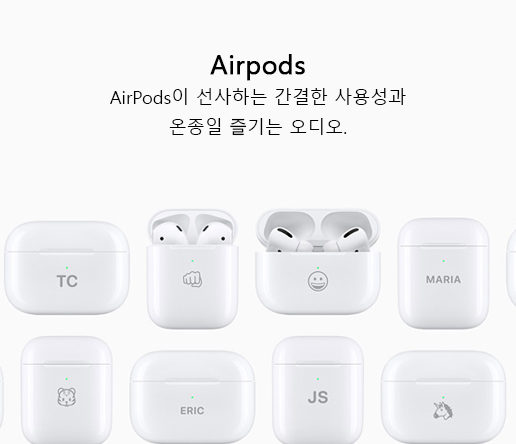 Airpods
AirPods이 선사하는 간결한 사용성과
온종일 즐기는 오디오.
TC
MARIA
ERIC
JS